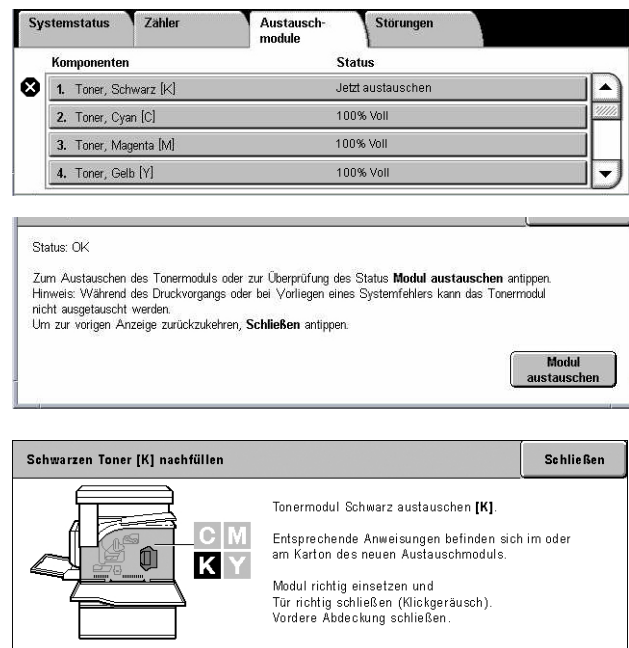 Systemstatus Zähler Austausch- Störungen
module
Komponenten Status
1. Toner, Schwarz [K] Jetzt austauschen
2. Toner, Cyan [C] 100% Voll
3. Toner, Magenta [M] 100% Voll
4. Toner, Gelb [Y] 100% Voll
Status: OK
Zum Austauschen des Tonermoduls oder zur Überprüfung des Status Modul austauschen antippen.
Hinweis: Während des Druckvorgangs oder bei Vorliegen eines Systemfehlers kann das Tonermodul
nicht ausgetauscht werden.
Um zur vorigen Anzeige zurückzukehren, Schließen antippen.
Modul
austauschen
Schwarzen Toner [K] nachfüllen Schließen
C M
K Y
Tonermodul Schwarz austauschen [K].
Entsprechende Anweisungen befinden sich im oder
am Karton des neuen Austauschmoduls.
Modul richtig einsetzen und
Tür richtig schließen (Klickgeräusch).
Vordere Abdeckung schließen.